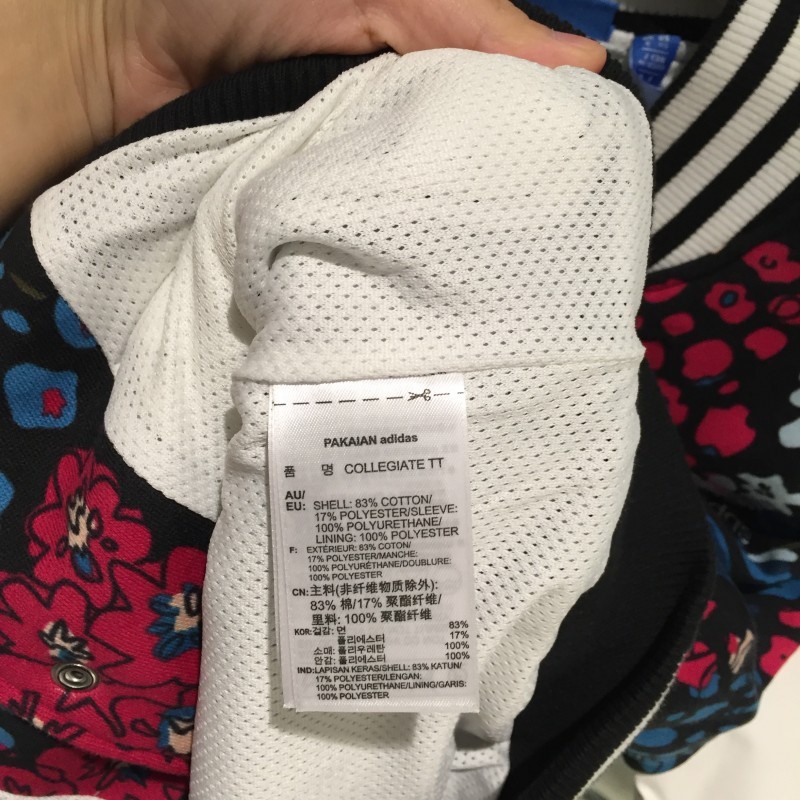 PAKAIAN adidas
품 명 COLLEGIATE TT
AU/
EU: SHELL: 83% COTTON/
17% POLYESTER/SLEEVE:
100% POLYURETHANE/
LINING: 100% POLYESTER
F: EXTÉRIEUR: 83% COTON/
17% POLYESTER/MANCHE:
100% POLYURÉTHANE/DOUBLURE:
100% POLYESTER
CN: 主料(非纤维物质除外):
83% 棉/17% 聚酯纤维/
里料: 100% 聚酯纤维
KOR: 겉감: 면 83%
폴리에스터 17%
소매: 폴리우레탄 100%
안감: 폴리에스터 100%
IND: LAPISAN KERAS/SHELL: 83% KATUN/
17% POLYESTER/LENGAN:
100% POLYURETHANE/LINING/GARIS:
100% POLYESTER